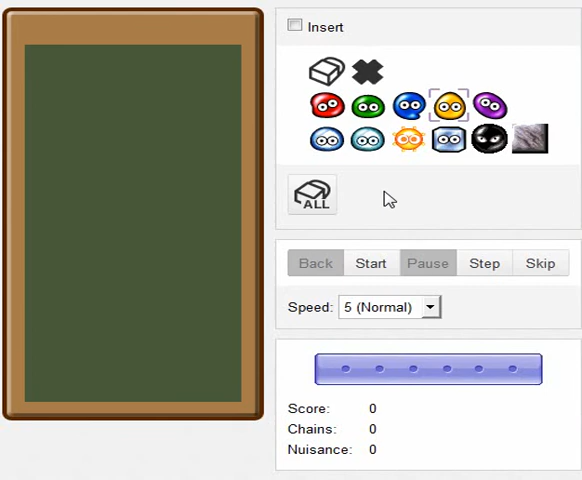 Insert
ALL
Back Start Pause Step Skip
Speed: 5 (Normal)
Score: 0
Chains: 0
Nuisance: 0